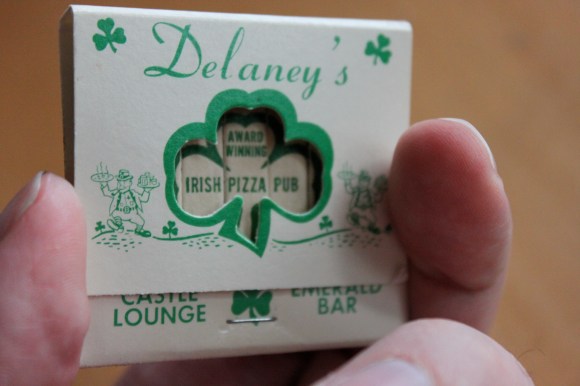 Delaney's
AWARD
WINNING
IRISH PIZZA PUB
CASTLE EMERALD
LOUNGE BAR